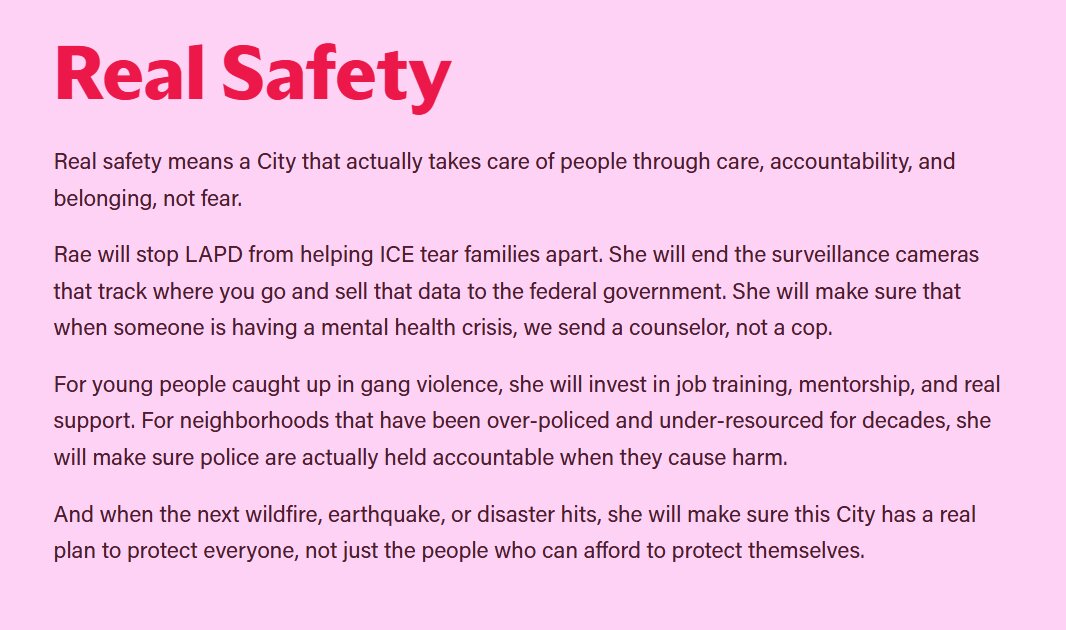 Real Safety
Real safety means a City that actually takes care of people through care, accountability, and
belonging, not fear.
Rae will stop LAPD from helping ICE tear families apart. She will end the surveillance cameras
that track where you go and sell that data to the federal government. She will make sure that
when someone is having a mental health crisis, we send a counselor, not a cop.
For young people caught up in gang violence, she will invest in job training, mentorship, and real
support. For neighborhoods that have been over-policed and under-resourced for decades, she
will make sure police are actually held accountable when they cause harm.
And when the next wildfire, earthquake, or disaster hits, she will make sure this City has a real
plan to protect everyone, not just the people who can afford to protect themselves.